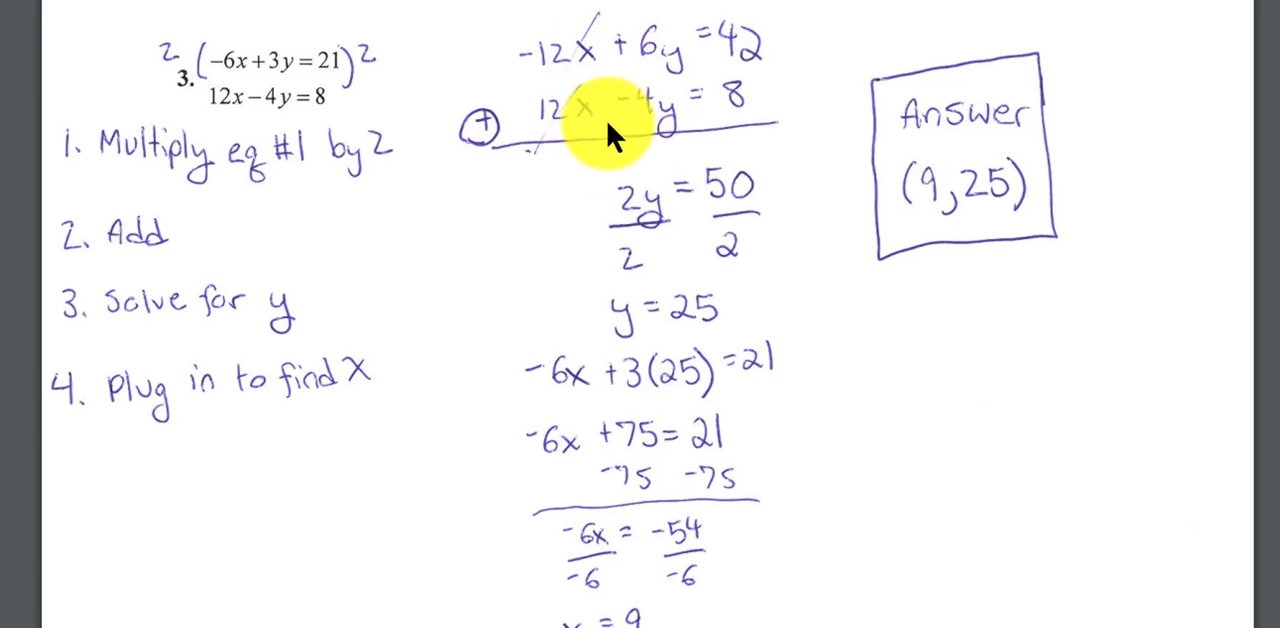 2 (-6x+3y=21) 2
3. 12x-4y=8
1. Multiply eq #1 by 2
2. Add
3. Solve for y
4. Plug in to find x
-12x + 6y = 42
+ 12x -4y = 8
2y = 50
2 2
y = 25
-6x +3(25) = 21
-6x +75 = 21
-75 -75
-6x = -54
-6 -6
x = 9
Answer
(9,25)